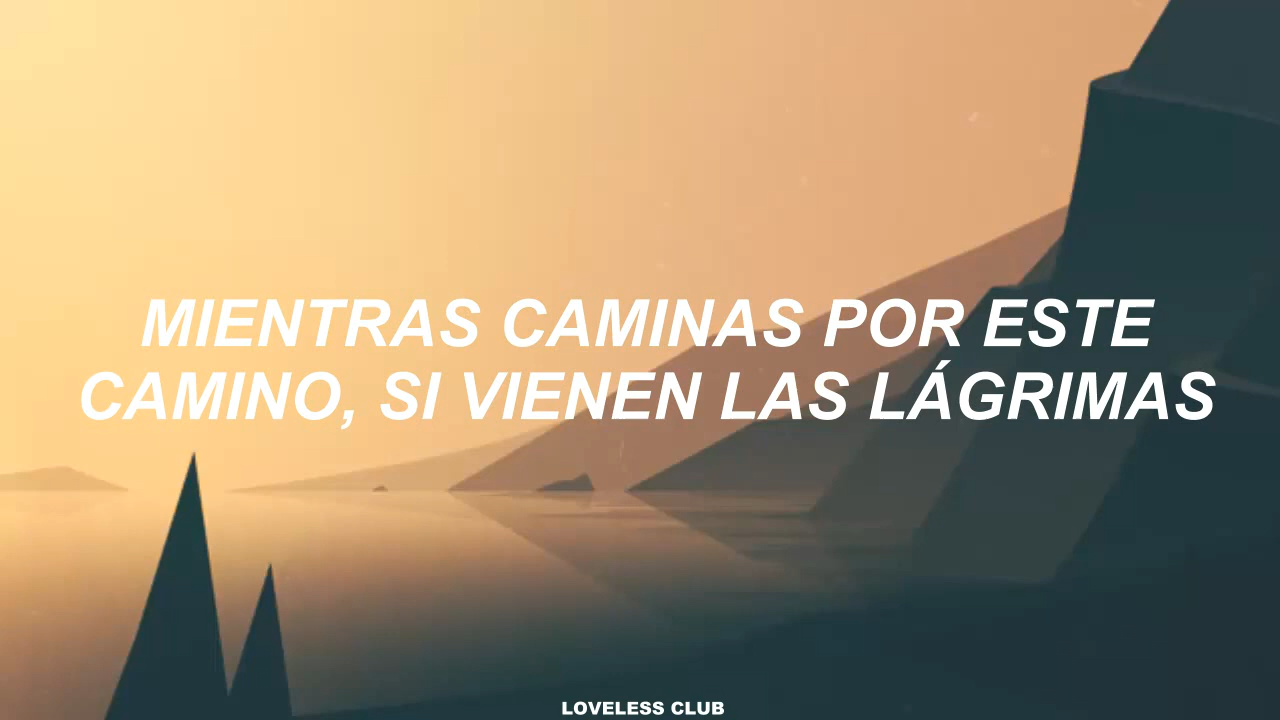 MIENTRAS CAMINAS POR ESTE
CAMINO, SI VIENEN LAS LÁGRIMAS
LOVELESS CLUB